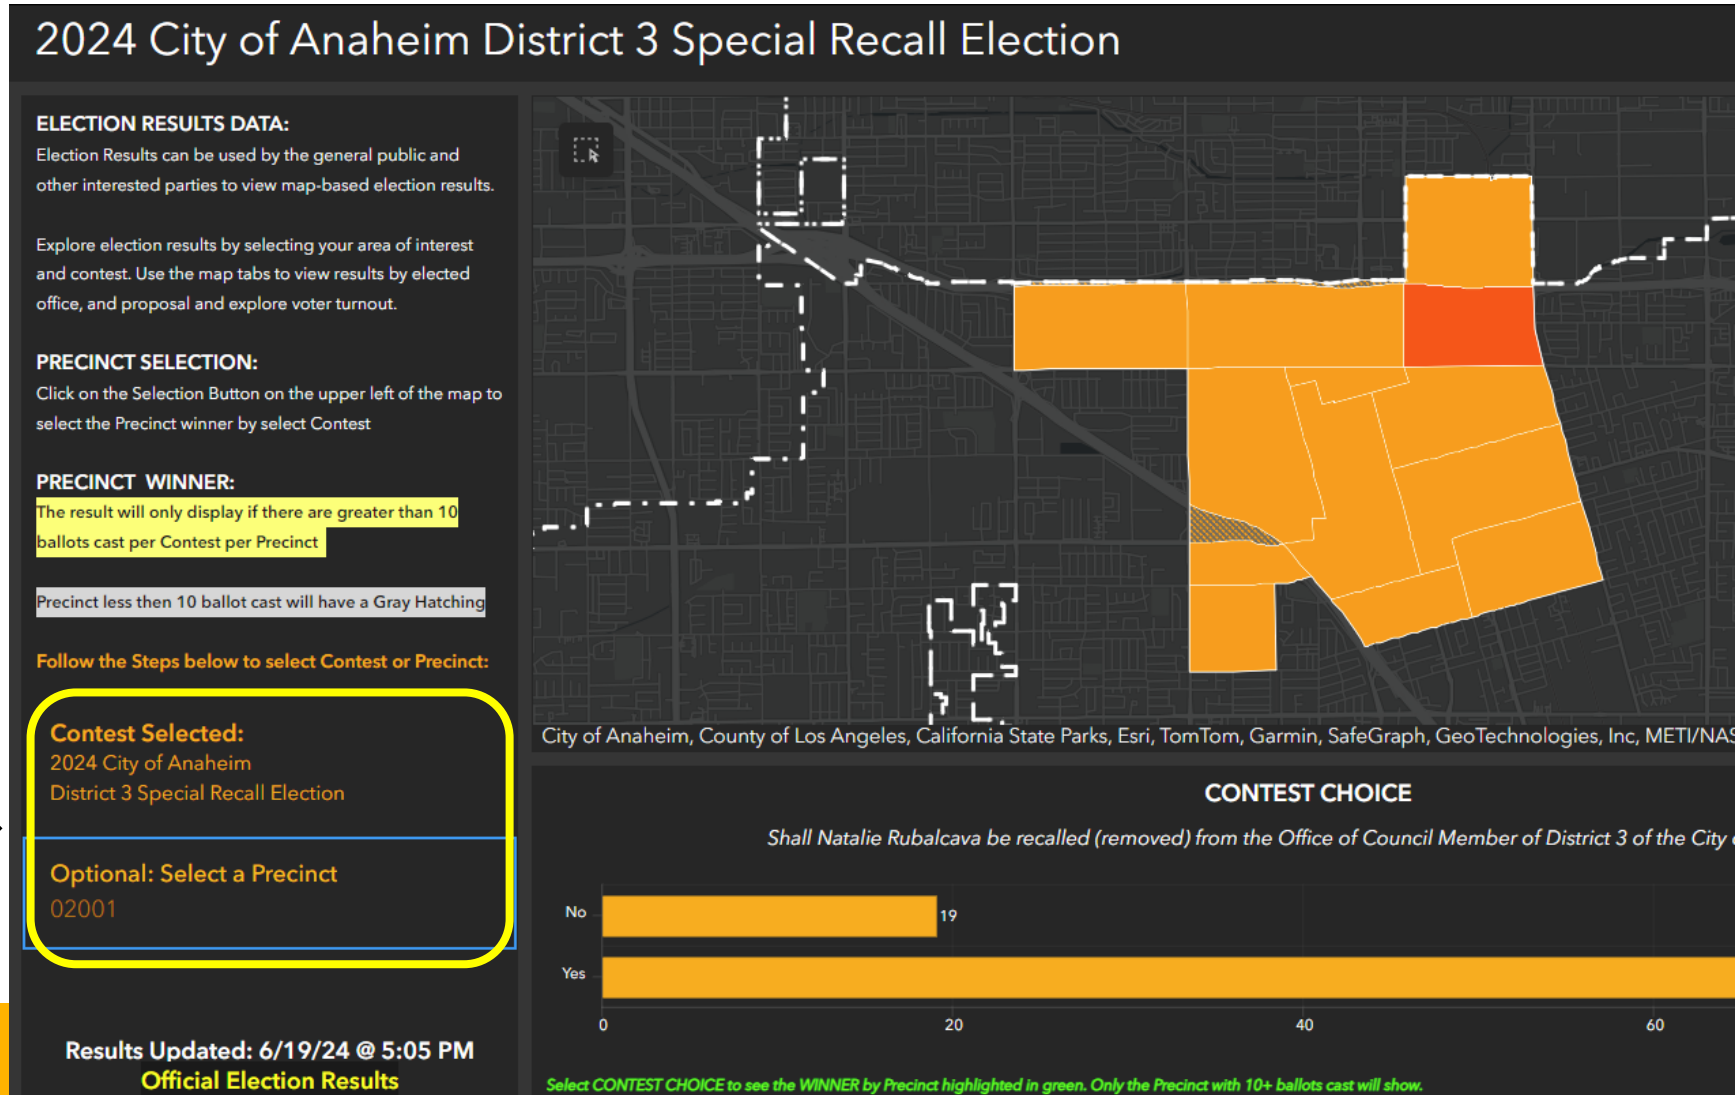 2024 City of Anaheim District 3 Special Recall Election
ELECTION RESULTS DATA:
Election Results can be used by the general public and
other interested parties to view map-based election results.
Explore election results by selecting your area of interest
and contest. Use the map tabs to view results by elected
office, and proposal and explore voter turnout.
PRECINCT SELECTION:
Click on the Selection Button on the upper left of the map to
select the Precinct winner by select Contest
PRECINCT WINNER:
The result will only display if there are greater than 10
ballots cast per Contest per Precinct
Precinct less then 10 ballot cast will have a Gray Hatching
Follow the Steps below to select Contest or Precinct:
Contest Selected:
2024 City of Anaheim
District 3 Special Recall Election
Optional: Select a Precinct
02001
Results Updated: 6/19/24 @ 5:05 PM
Official Election Results
City of Anaheim, County of Los Angeles, California State Parks, Esri, TomTom, Garmin, SafeGraph, GeoTechnologies, Inc, METI/NAS
CONTEST CHOICE
Shall Natalie Rubalcava be recalled (removed) from the Office of Council Member of District 3 of the City
No
19
Yes
0 20 40 60
Select CONTEST CHOICE to see the WINNER by Precinct highlighted in green. Only the Precinct with 10+ ballots cast will show.